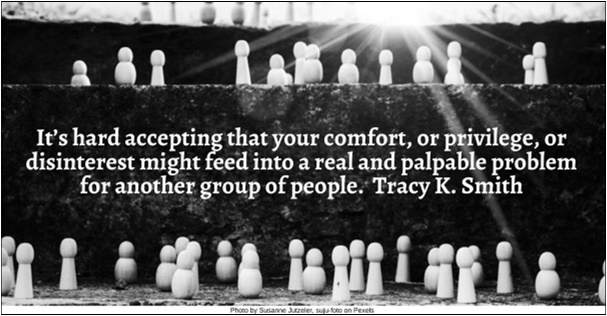 It's hard accepting that your comfort, or privilege, or
disinterest might feed into a real and palpable problem
for another group of people.  Tracy K. Smith
Photo by Susanne Jutzeler, suju-foto on Pexels